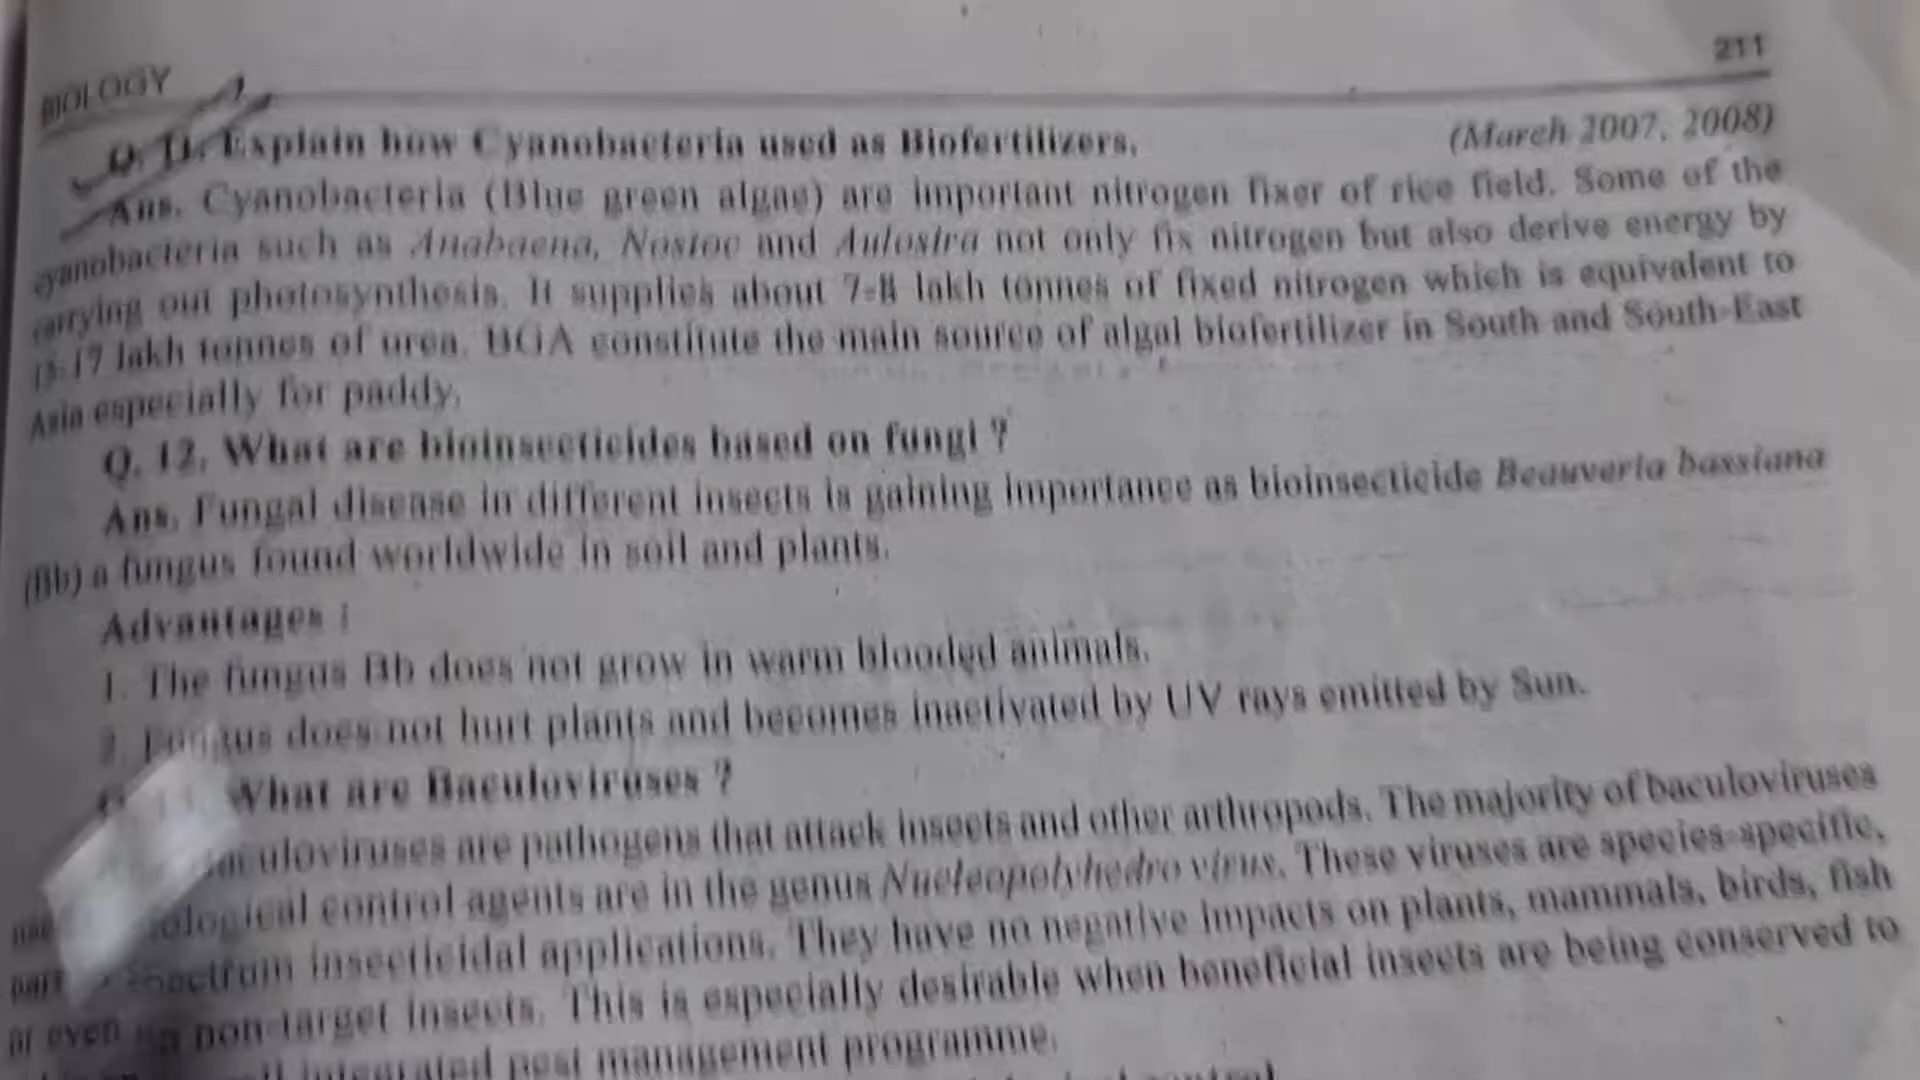 BIOLOGY
211
Q. 11. Explain how Cyanobacteria used as Biofertilizers. (March 2007, 2008)
Ans. Cyanobacteria (Blue green algae) are important nitrogen fixer of rice field. Some of the
cyanobacteria such as Anabaena, Nostoc and Aulosira not only fix nitrogen but also derive energy by
carrying out photosynthesis. It supplies about 7-8 lakh tonnes of fixed nitrogen which is equivalent to
15-17 lakh tonnes of urea. BGA constitute the main source of algal biofertilizer in South and South-East
Asia especially for paddy.
Q. 12. What are bioinsecticides based on fungi ?
Ans. Fungal disease in different insects is gaining importance as bioinsecticide Beauveria bassiana
(Bb) a fungus found worldwide in soil and plants.
Advantages :
1. The fungus Bb does not grow in warm blooded animals.
2. Fungus does not hurt plants and becomes inactivated by UV rays emitted by Sun.
What are Baculoviruses ?
aculoviruses are pathogens that attack insects and other arthropods. The majority of baculoviruses
ological control agents are in the genus Nucleopolyhedro virus. These viruses are species-specific,
spectrum insecticidal applications. They have no negative impacts on plants, mammals, birds, fish
or even non-target insects. This is especially desirable when beneficial insects are being conserved to
integrated pest management programme.
control